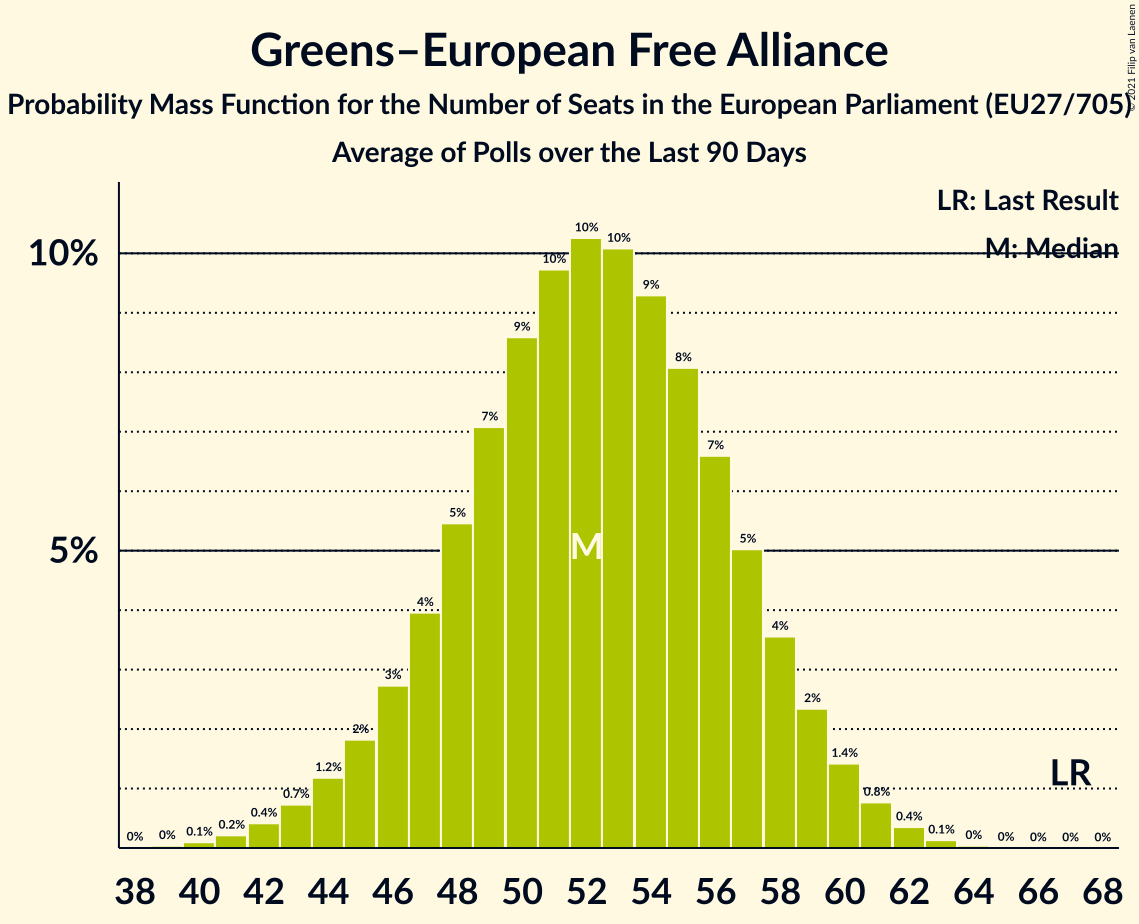 Greens–European Free Alliance
Probability Mass Function for the Number of Seats in the European Parliament (EU27/705)
Average of Polls over the Last 90 Days
© 2021 Filip van Laenen
LR: Last Result
M: Median
10%
5%
0% 0% 0.1% 0.2% 0.4% 0.7% 1.2% 2% 3% 4% 5% 7% 9% 10% 10% 10% 9% 8% 7% 5% 4% 2% 1.4% 0.8% 0.4% 0.1% 0% 0% 0% 0% 0%
M
LR
38 40 42 44 46 48 50 52 54 56 58 60 62 64 66 68